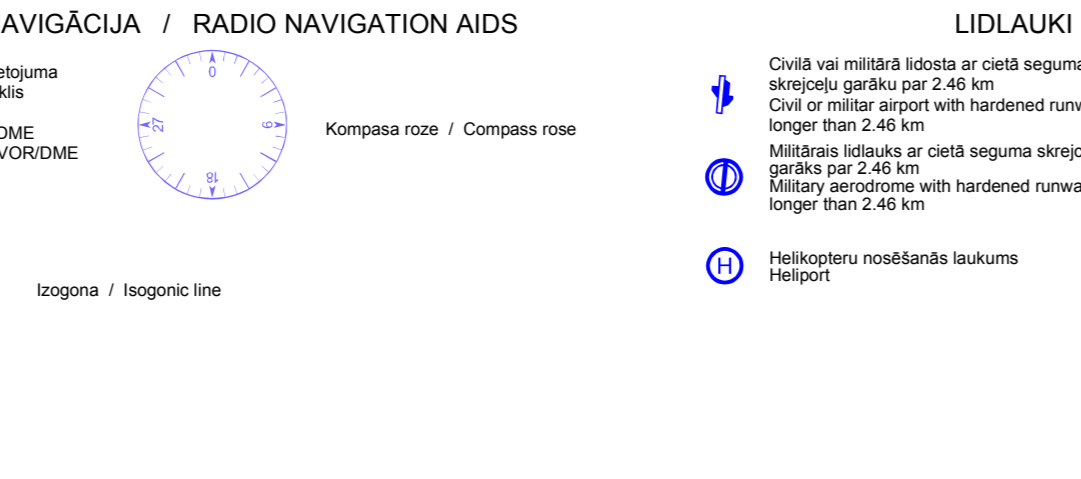 AVIGĀCIJA / RADIO NAVIGATION AIDS
etojuma
klis
DME
VOR/DME
0
9
18
27
Kompasa roze / Compass rose
Izogona / Isogonic line
LIDLAUKI
Civilā vai militārā lidosta ar cietā seguma
skrejceļu garāku par 2.46 km
Civil or militar airport with hardened runw
longer than 2.46 km
Militārais lidlauks ar cietā seguma skrejc
garāks par 2.46 km
Military aerodrome with hardened runwa
longer than 2.46 km
H
Helikopteru nosēšanās laukums
Heliport